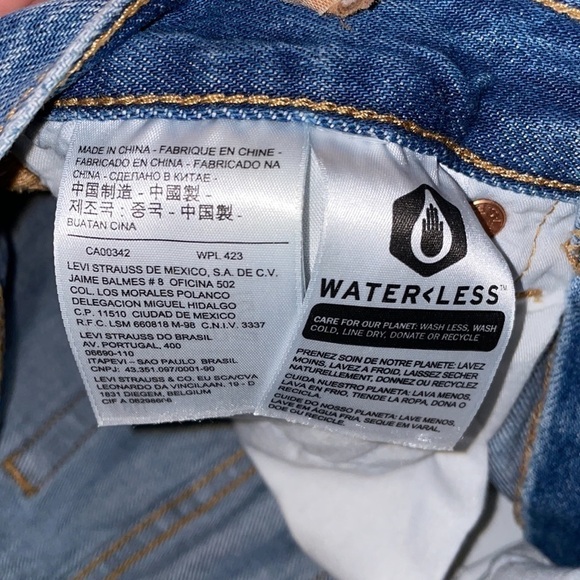 MADE IN CHINA - FABRIQUE EN CHINE -
FABRICADO EN CHINA - FABRICADO NA
CHINA - СДЕЛАНО В КИТАЕ -
中国制造 - 中國製 -
제조국: 중국 - 中国製 -
BUATAN CINA
CA00342 WPL 423
LEVI STRAUSS DE MEXICO, S.A. DE C.V.
JAIME BALMES # 8 OFICINA 502
COL. LOS MORALES POLANCO
DELEGACION MIGUEL HIDALGO
C.P. 11510 CIUDAD DE MEXICO
R.F.C. LSM 660818 M-98 C.N.I.V. 3337
LEVI STRAUSS DO BRASIL
AV. PORTUGAL, 400
06690-110
ITAPEVI – SAO PAULO BRASIL
CNPJ: 43.351.097/0001-90
LEVI STRAUSS & CO. EU SCA/CVA
LEONARDO DA VINCILAAN, 19 - D
1831 DIEGEM, BELGIUM
CIF A
WATER<LESS™
CARE FOR OUR PLANET: WASH LESS, WASH
COLD, LINE DRY, DONATE OR RECYCLE
PRENEZ SOIN DE NOTRE PLANETE: LAVEZ
MOINS, LAVEZ A FROID, LAISSEZ SECHER
NATURELLEMENT, DONNEZ OU RECYCLEZ
CUIDA NUESTRO PLANETA: LAVA MENOS,
LAVA EN FRIO, TIENDE LA ROPA, DONA O
RECICLA
CUIDE DO NOSSO PLANETA: LAVE MENOS,
LAVE EM ÁGUA FRIA, SEQUE EM VARAL,
DOE OU RECICLE.